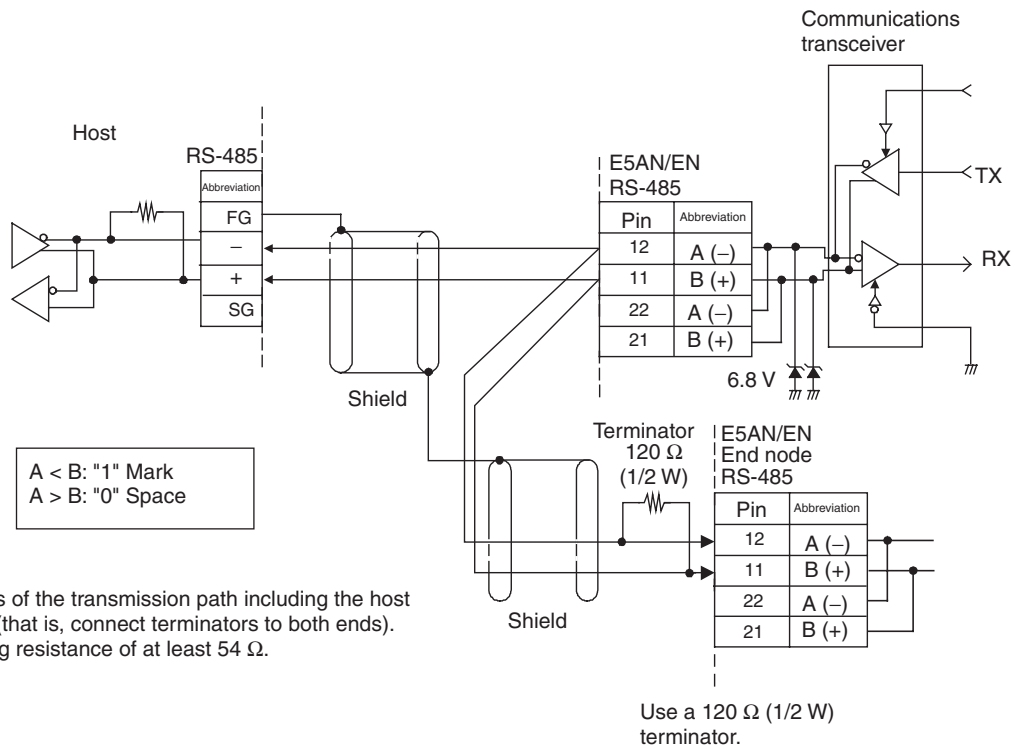 Communications
transceiver
Host
RS-485
Abbreviation
FG
−
+
SG
Shield
E5AN/EN
RS-485
Pin Abbreviation
12 A (−)
11 B (+)
22 A (−)
21 B (+)
TX
RX
6.8 V
A < B: "1" Mark
A > B: "0" Space
Terminator
120 Ω
(1/2 W)
E5AN/EN
End node
RS-485
Pin Abbreviation
12 A (−)
11 B (+)
22 A (−)
21 B (+)
Shield
s of the transmission path including the host
(that is, connect terminators to both ends).
g resistance of at least 54 Ω.
Use a 120 Ω (1/2 W)
terminator.